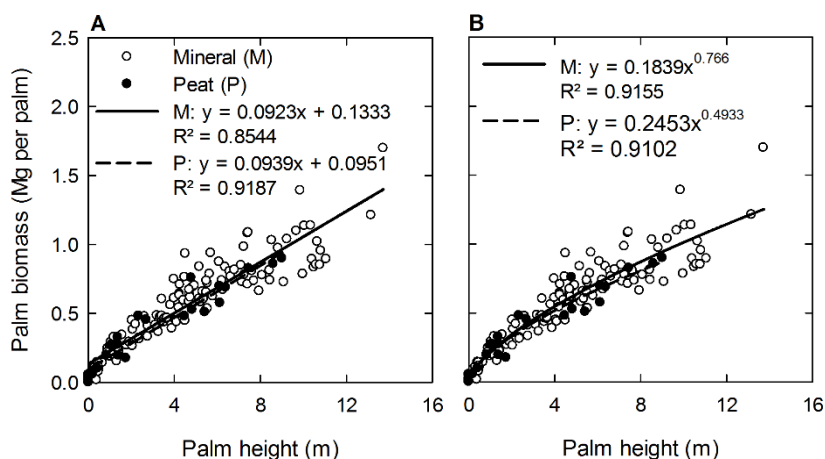 A
B
2.5
2.0
1.5
1.0
0.5
0.0
Palm biomass (Mg per palm)
Mineral (M)
Peat (P)
M: y = 0.0923x + 0.1333
R² = 0.8544
P: y = 0.0939x + 0.0951
R² = 0.9187
0 4 8 12 16
Palm height (m)
M: y = 0.1839x^0.766
R² = 0.9155
P: y = 0.2453x^0.4933
R² = 0.9102
0 4 8 12 16
Palm height (m)